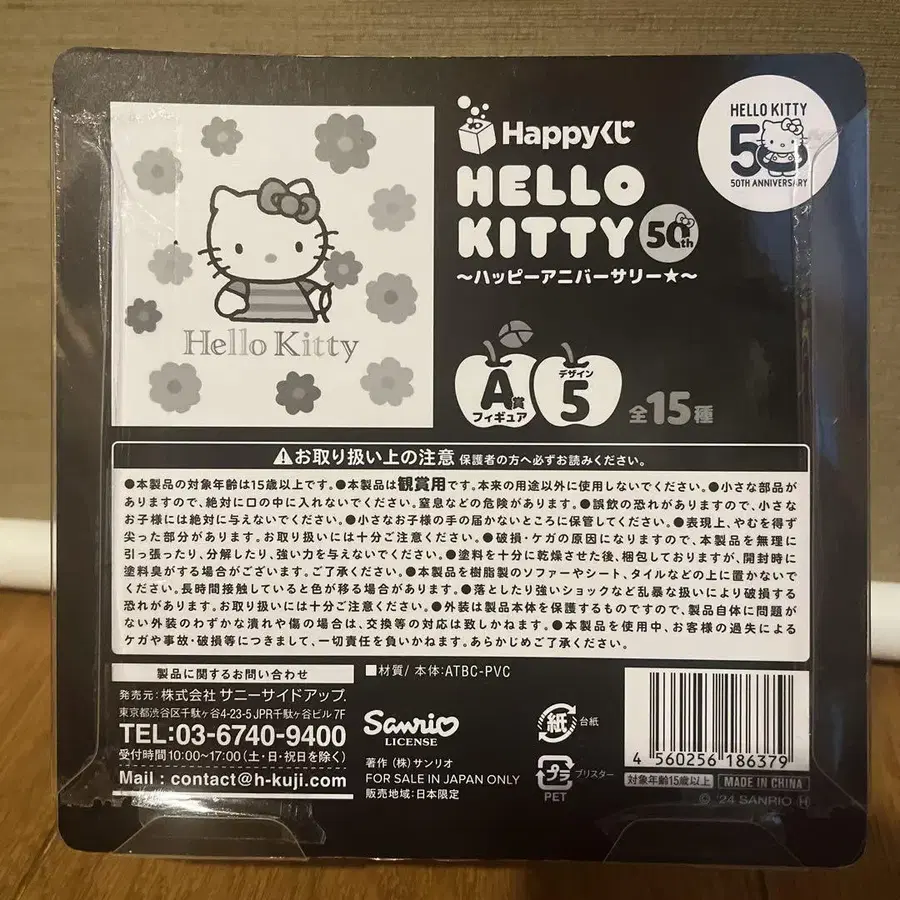 Happyくじ
HELLO
KITTY 50th
～ハッピーアニバーサリー★～
HELLO KITTY
50
50TH ANNIVERSARY
Hello Kitty
A賞
フィギュア
デザイン
5
全15種
⚠お取り扱い上の注意 保護者の方へ必ずお読みください。
●本製品の対象年齢は15歳以上です。●本製品は観賞用です。本来の用途以外に使用しないでください。●小さな部品が
ありますので、絶対に口の中に入れないでください。窒息などの危険があります。●誤飲の恐れがありますので、小さな
お子様には絶対に与えないでください。●小さなお子様の手の届かないところに保管してください。●表現上、やむを得ず
尖った部分があります。お取り扱いには十分ご注意ください。●破損・ケガの原因になりますので、本製品を無理に
引っ張ったり、分解したり、強い力を与えないでください。●塗料を十分に乾燥させた後、梱包しておりますが、開封時に
塗料臭がする場合がございます。ご了承ください。●本製品を樹脂製のソファーやシート、タイルなどの上に置かないで
ください。長時間接触していると色が移る場合があります。●落としたり強いショックなど乱暴な扱いにより破損する
恐れがあります。お取り扱いには十分ご注意ください。●外装は製品本体を保護するものですので、製品自体に問題が
ない外装のわずかな潰れや傷の場合は、交換等の対応は致しかねます。●本製品を使用中、お客様の過失による
ケガや事故・破損等につきまして、一切責任を負いかねます。あらかじめご了承ください。
製品に関するお問い合わせ
発売元：株式会社 サニーサイドアップ.
東京都渋谷区千駄ヶ谷4-23-5 JPR千駄ヶ谷ビル 7F
TEL:03-6740-9400
受付時間10:00～17:00（土・日・祝日を除く）
Mail : contact@h-kuji.com
■材質/ 本体:ATBC-PVC
Sanrio
LICENSE
著作（株）サンリオ
FOR SALE IN JAPAN ONLY
販売地域：日本限定
紙
台紙
プラ
ブリスター
PET
4 560256 186379
対象年齢15歳以上
MADE IN CHINA
© '24 SANRIO Ⓗ